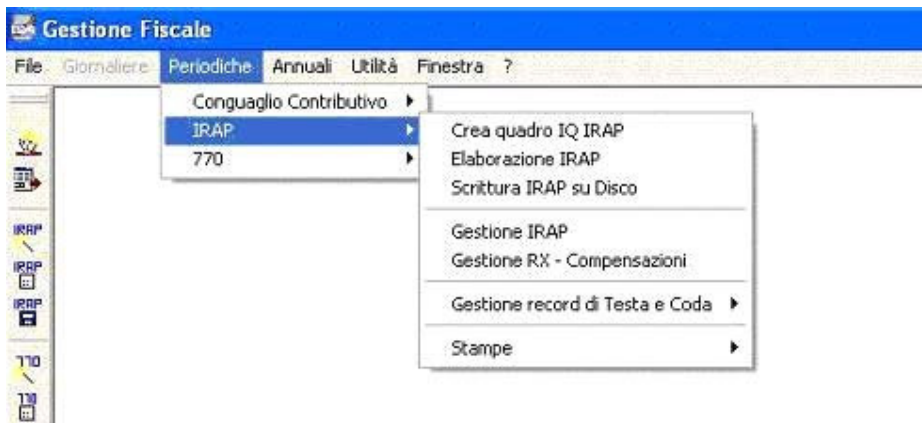 Gestione Fiscale
File Giornaliere Periodiche Annuali Utilità Finestra ?
Conguaglio Contributivo
IRAP
770
Crea quadro IQ IRAP
Elaborazione IRAP
Scrittura IRAP su Disco
Gestione IRAP
Gestione RX - Compensazioni
Gestione record di Testa e Coda
Stampe
IRAP
IRAP
IRAP
770
770